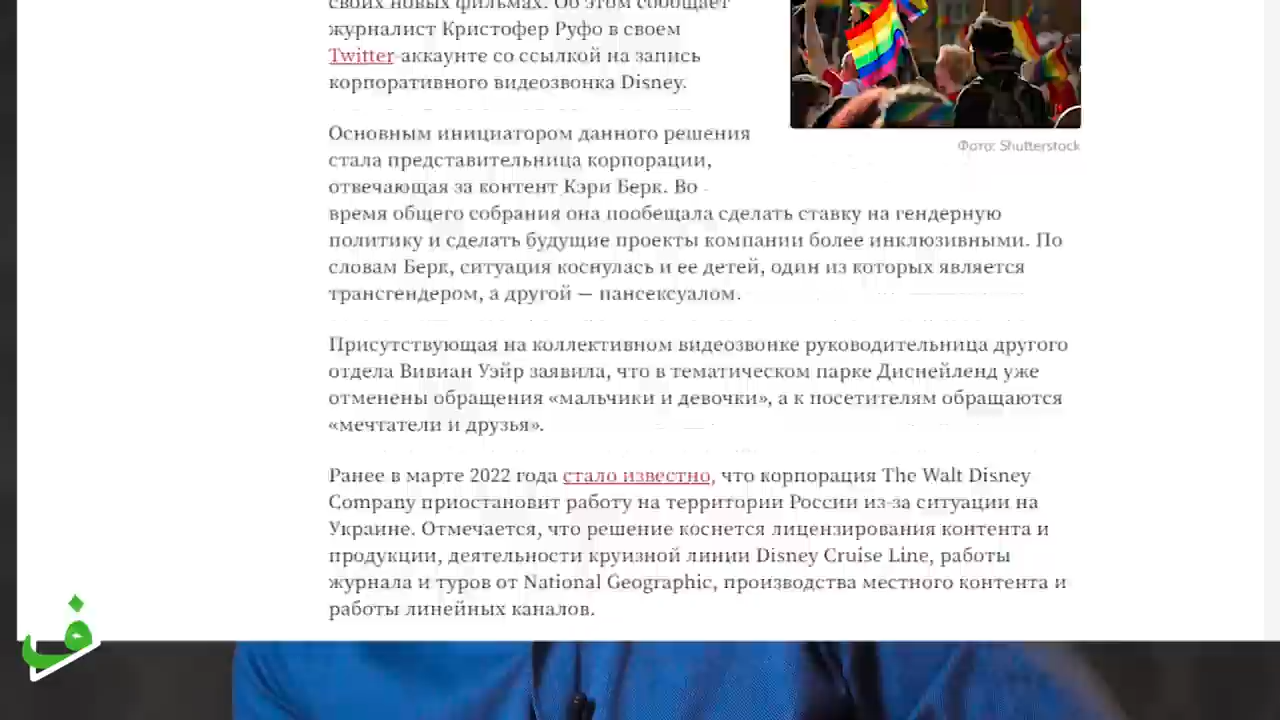 своих новых фильмах. Об этом сообщает
журналист Кристофер Руфо в своем
Twitter-аккаунте со ссылкой на запись
корпоративного видеозвонка Disney.
Фото: Shutterstock
Основным инициатором данного решения
стала представительница корпорации,
отвечающая за контент Кэри Берк. Во
время общего собрания она пообещала сделать ставку на гендерную
политику и сделать будущие проекты компании более инклюзивными. По
словам Берк, ситуация коснулась и ее детей, один из которых является
трансгендером, а другой — пансексуалом.
Присутствующая на коллективном видеозвонке руководительница другого
отдела Вивиан Уэйр заявила, что в тематическом парке Диснейленд уже
отменены обращения «мальчики и девочки», а к посетителям обращаются
«мечтатели и друзья».
Ранее в марте 2022 года стало известно, что корпорация The Walt Disney
Company приостановит работу на территории России из-за ситуации на
Украине. Отмечается, что решение коснется лицензирования контента и
продукции, деятельности круизной линии Disney Cruise Line, работы
журнала и туров от National Geographic, производства местного контента и
работы линейных каналов.
ف